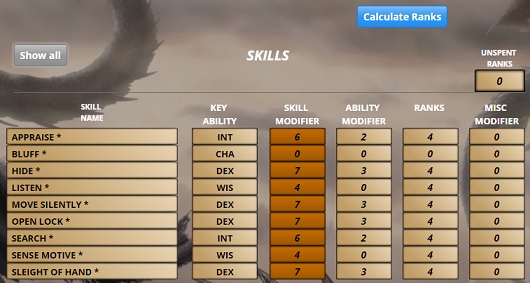 Calculate Ranks
Show all
SKILLS
UNSPENT
RANKS
0
SKILL NAME KEY ABILITY SKILL MODIFIER ABILITY MODIFIER RANKS MISC MODIFIER
APPRAISE * INT 6 2 4 0
BLUFF * CHA 0 0 0 0
HIDE * DEX 7 3 4 0
LISTEN * WIS 4 0 4 0
MOVE SILENTLY * DEX 7 3 4 0
OPEN LOCK * DEX 7 3 4 0
SEARCH * INT 6 2 4 0
SENSE MOTIVE * WIS 4 0 4 0
SLEIGHT OF HAND * DEX 7 3 4 0